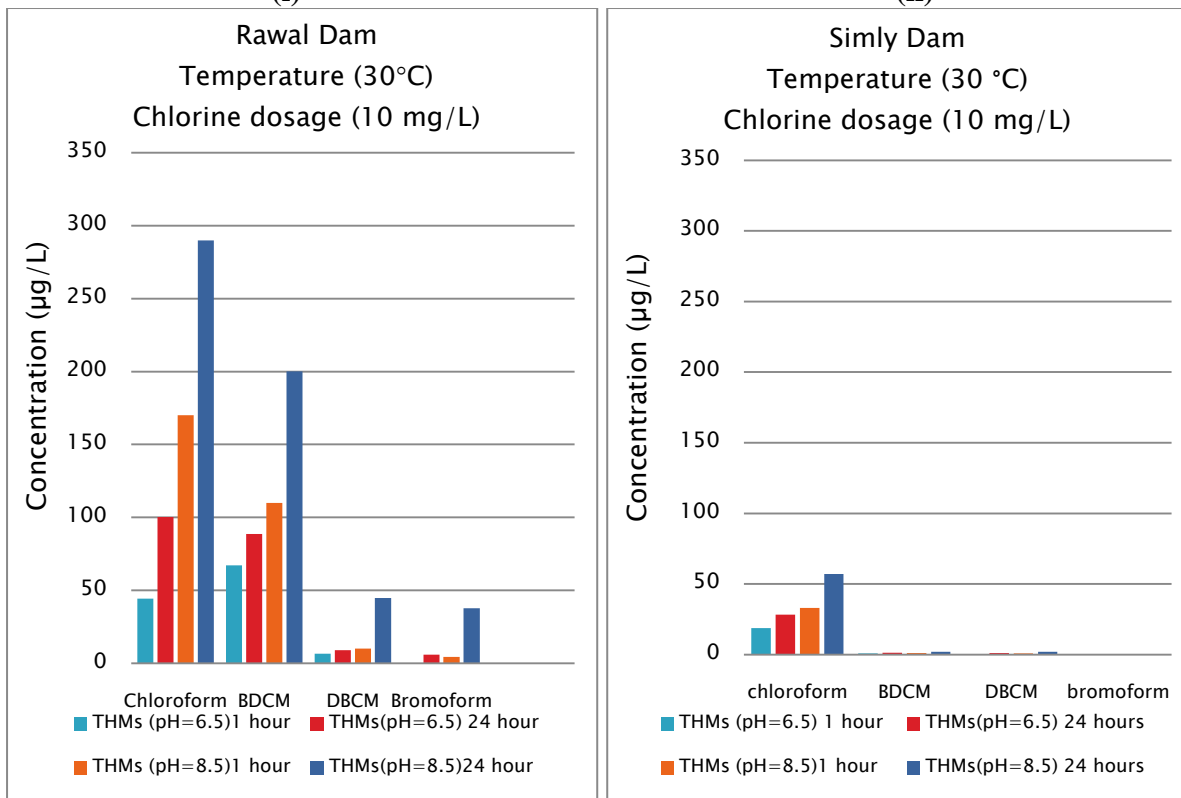 (i)
(ii)
Rawal Dam
Temperature (30°C)
Chlorine dosage (10 mg/L)
350
300
250
200
150
100
50
0
Concentration (µg/L)
Chloroform BDCM DBCM Bromoform
THMs (pH=6.5)1 hour THMs(pH=6.5) 24 hour
THMs (pH=8.5)1 hour THMs(pH=8.5)24 hour
Simly Dam
Temperature (30 °C)
Chlorine dosage (10 mg/L)
350
300
250
200
150
100
50
0
Concentration (µg/L)
chloroform BDCM DBCM bromoform
THMs (pH=6.5) 1 hour THMs(pH=6.5) 24 hours
THMs (pH=8.5)1 hour THMs(pH=8.5) 24 hours